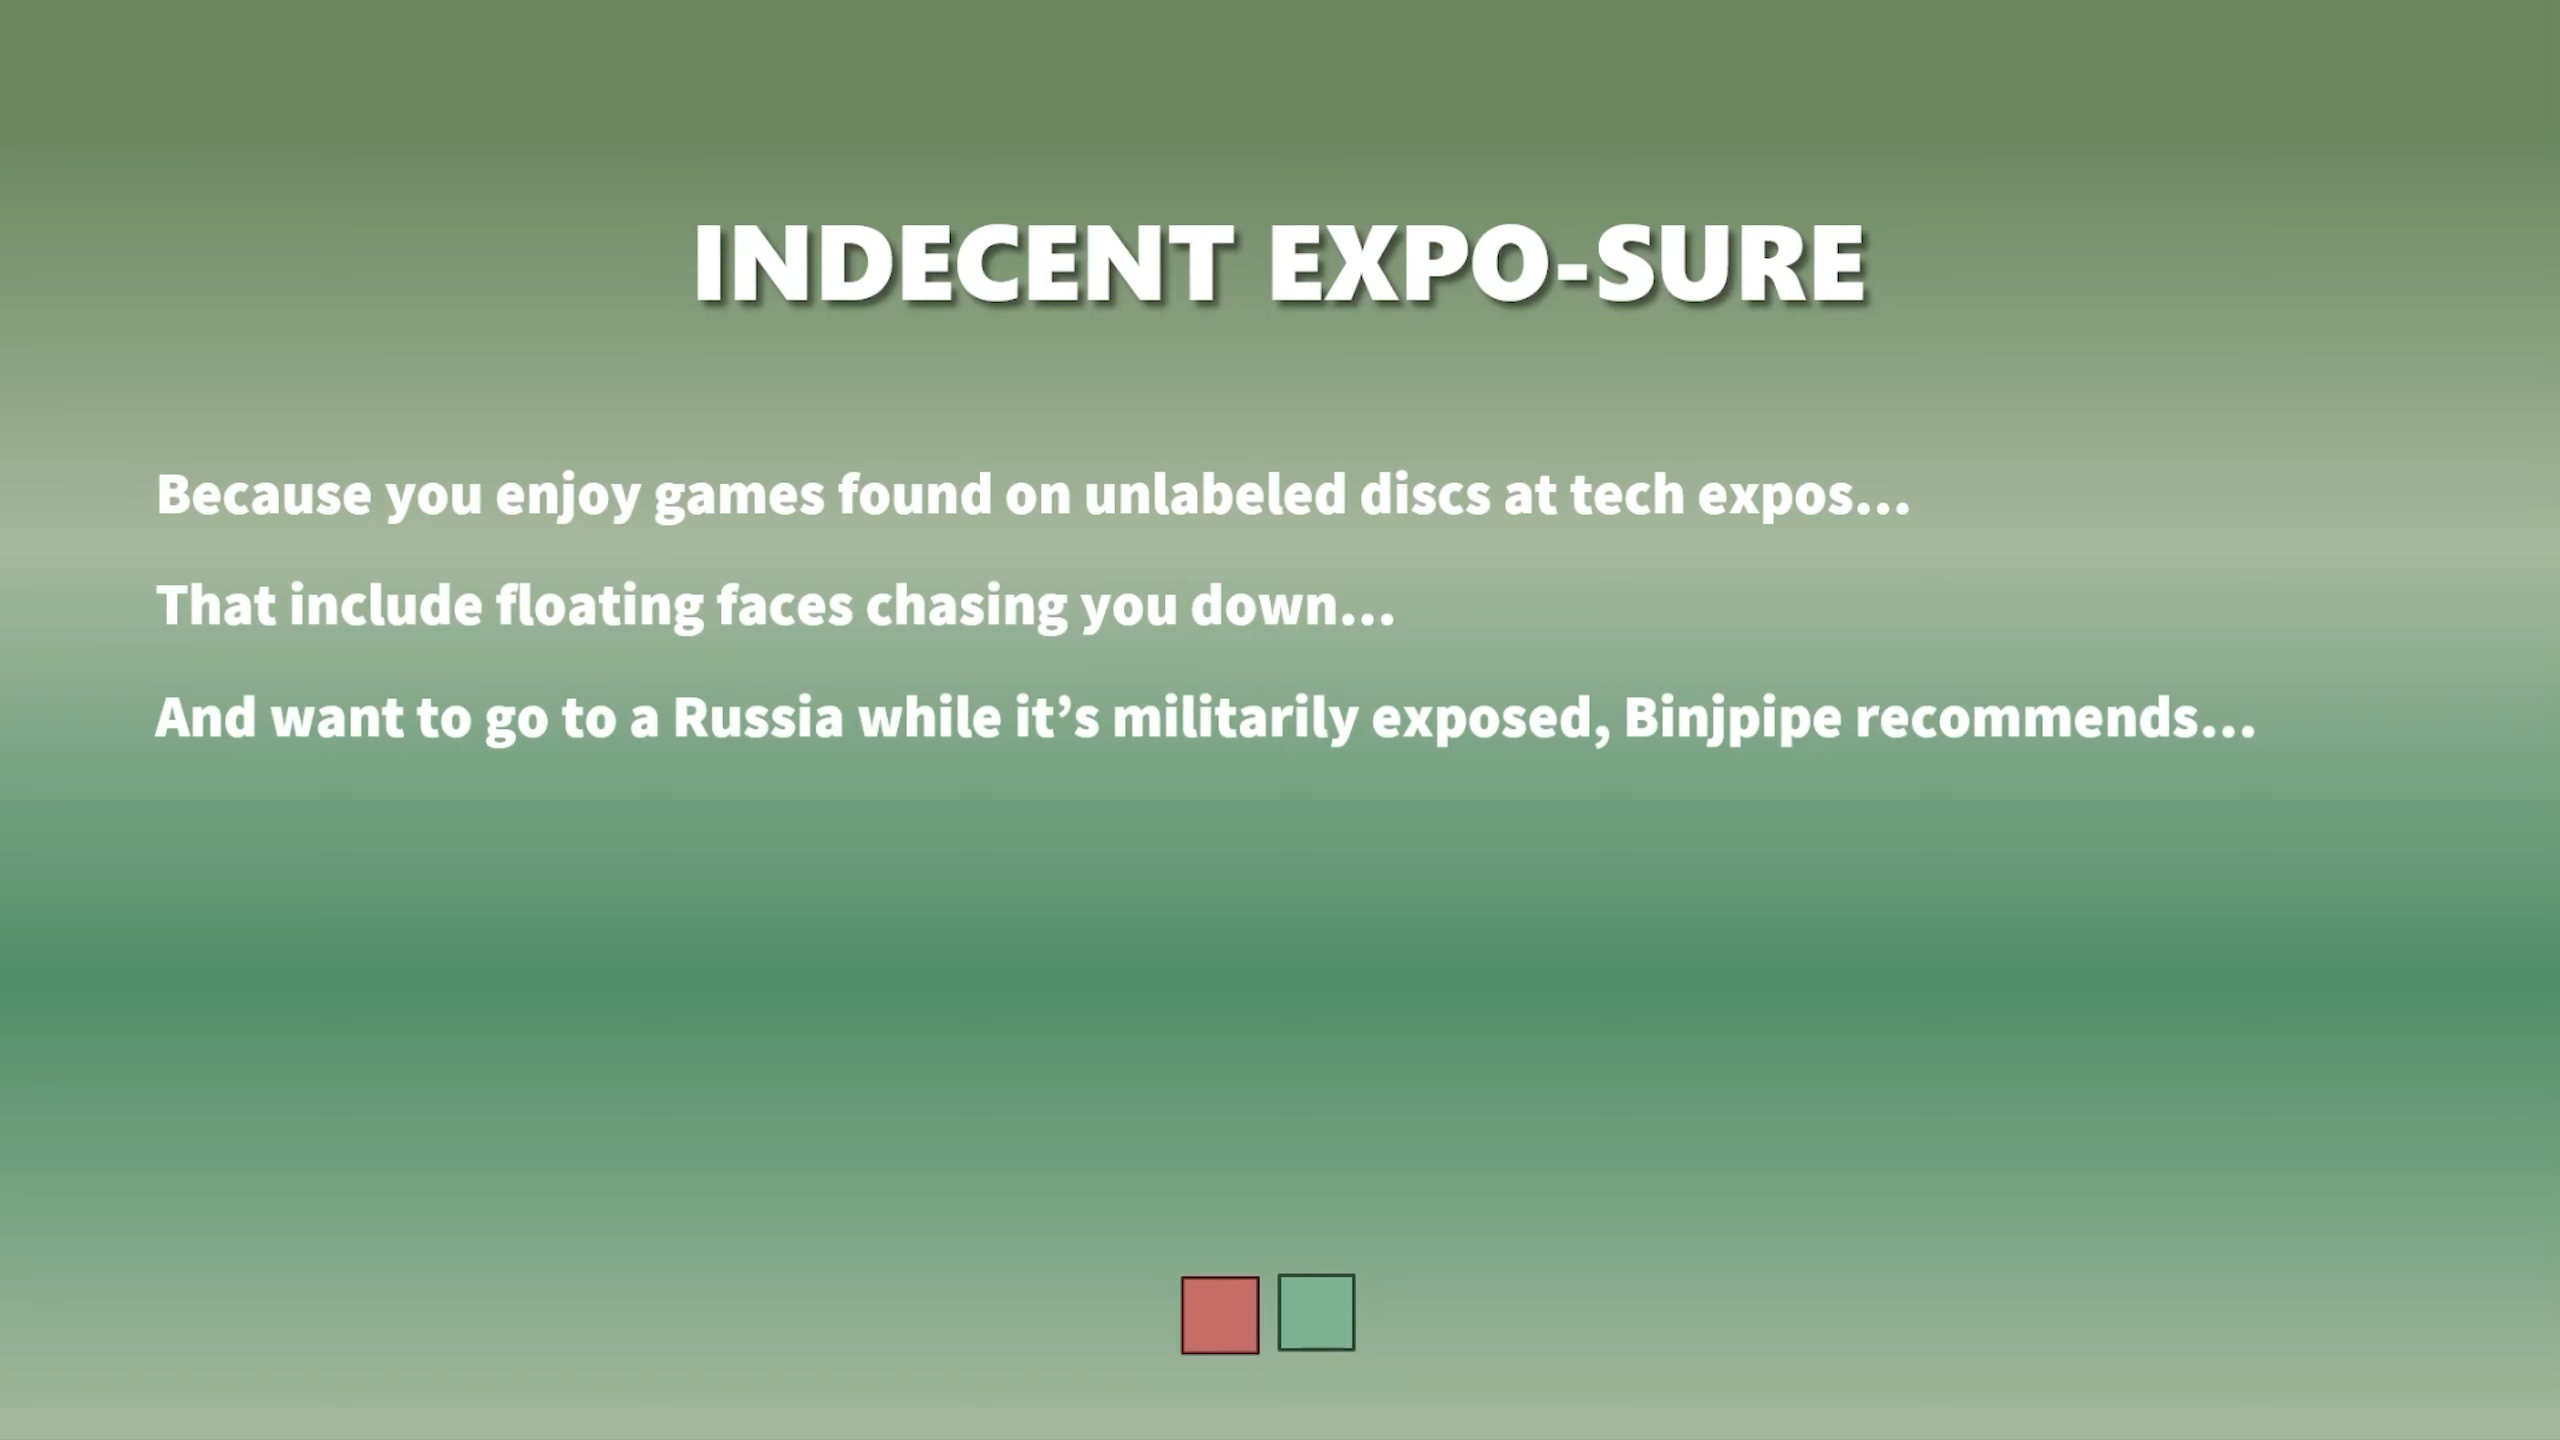 INDECENT EXPO-SURE
Because you enjoy games found on unlabeled discs at tech expos...
That include floating faces chasing you down...
And want to go to a Russia while it’s militarily exposed, Binjpipe recommends...